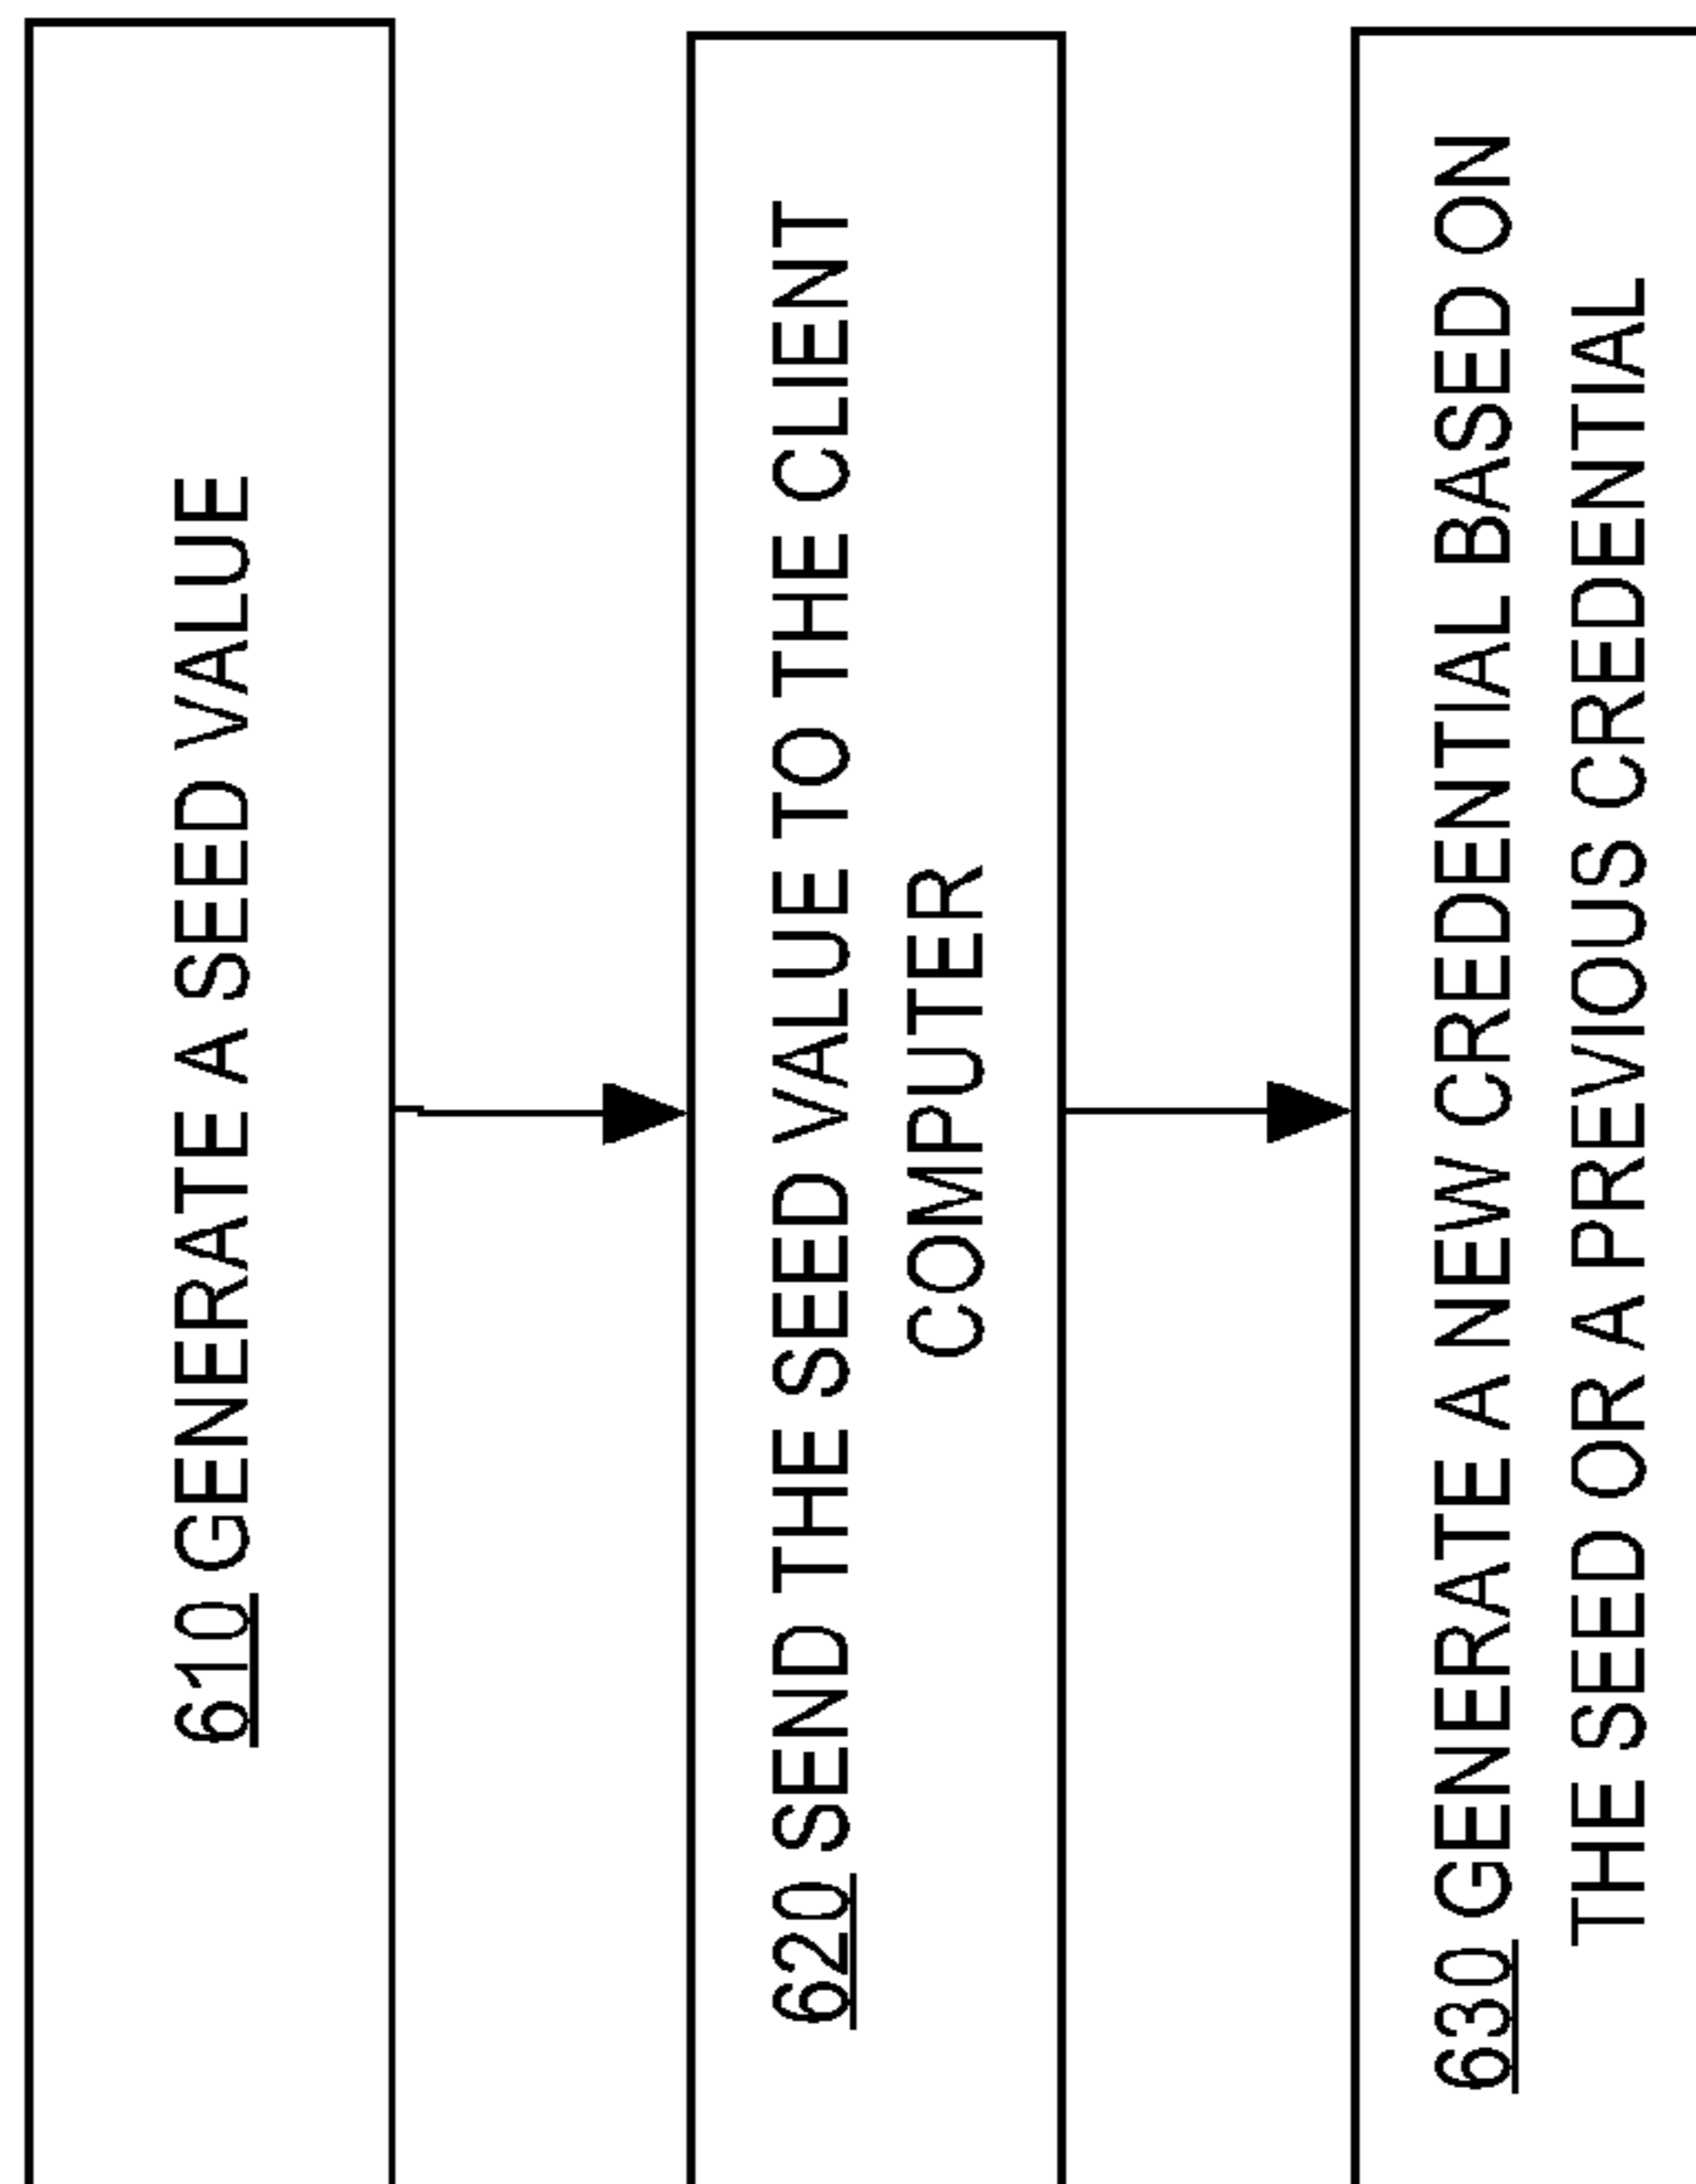 610 GENERATE A SEED VALUE
620 SEND THE SEED VALUE TO THE CLIENT
COMPUTER
630 GENERATE A NEW CREDENTIAL BASED ON
THE SEED OR A PREVIOUS CREDENTIAL